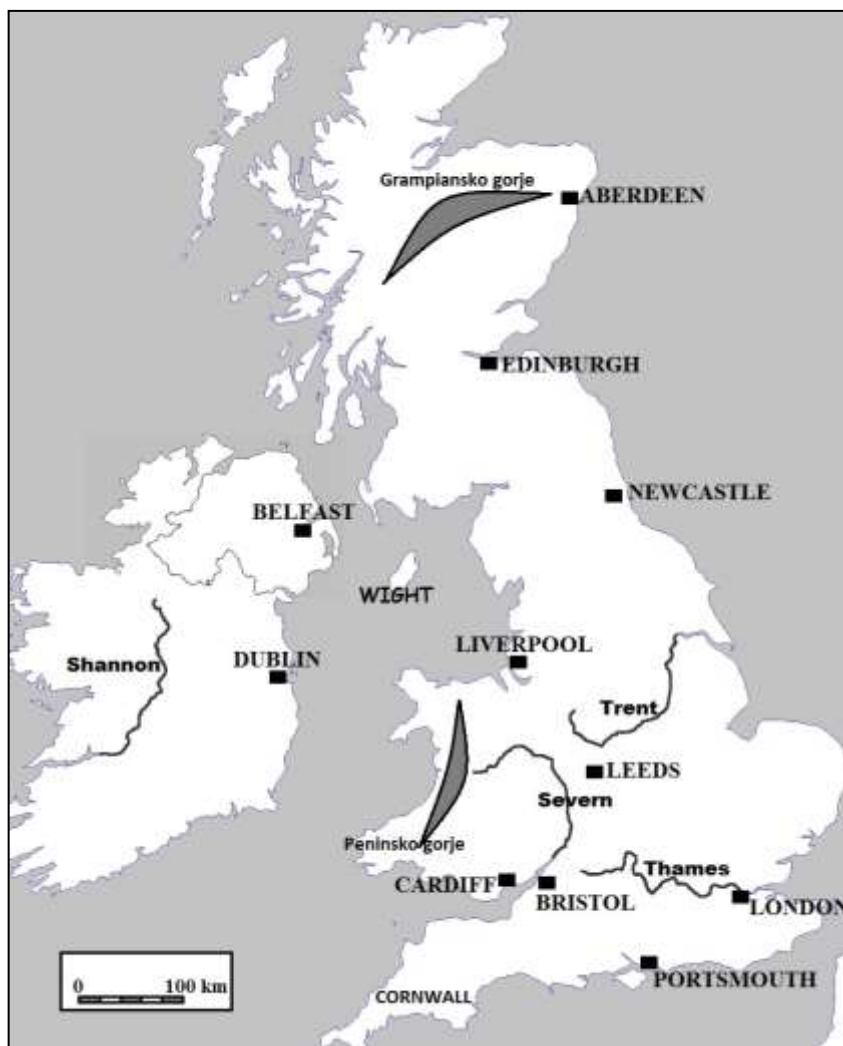 Grampiansko gorje
ABERDEEN
EDINBURGH
NEWCASTLE
BELFAST
WIGHT
LIVERPOOL
Shannon
DUBLIN
Trent
LEEDS
Severn
Peninsko gorje
Thames
CARDIFF
BRISTOL
LONDON
PORTSMOUTH
0 100 km
CORNWALL